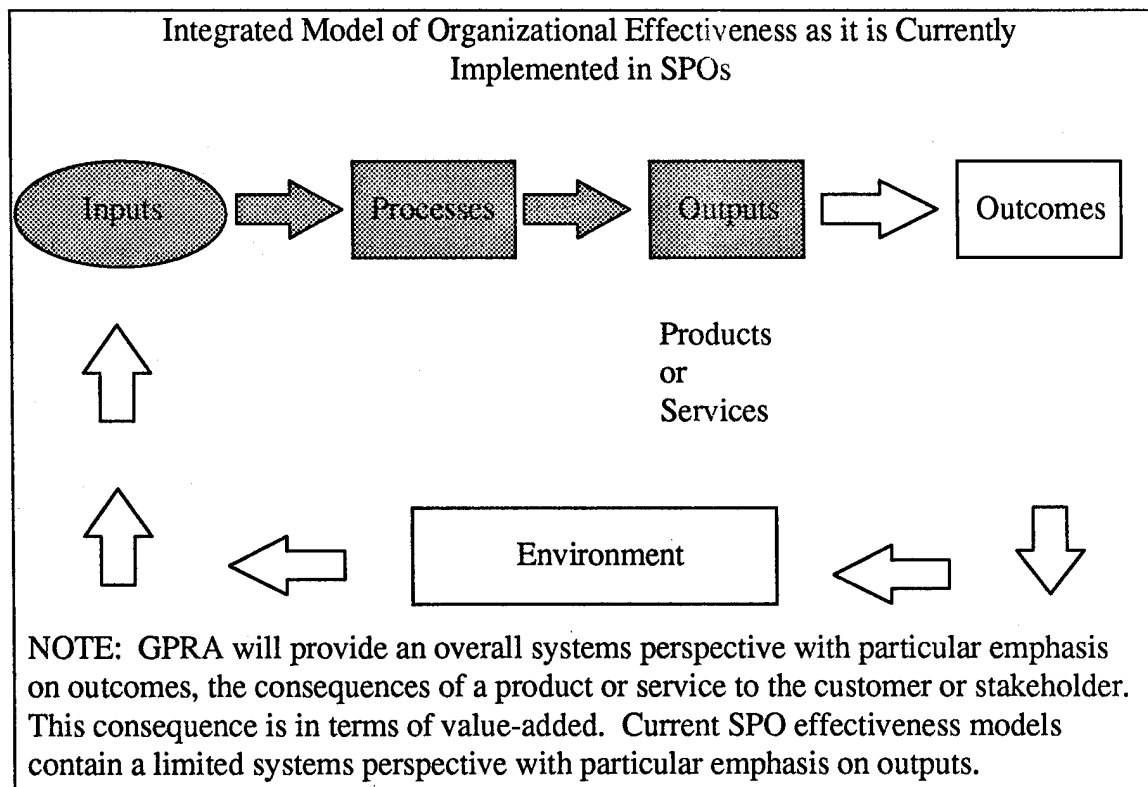 Integrated Model of Organizational Effectiveness as it is Currently
Implemented in SPOs
Inputs
Processes
Outputs
Outcomes
Products
or
Services
Environment
NOTE: GPRA will provide an overall systems perspective with particular emphasis
on outcomes, the consequences of a product or service to the customer or stakeholder.
This consequence is in terms of value-added. Current SPO effectiveness models
contain a limited systems perspective with particular emphasis on outputs.